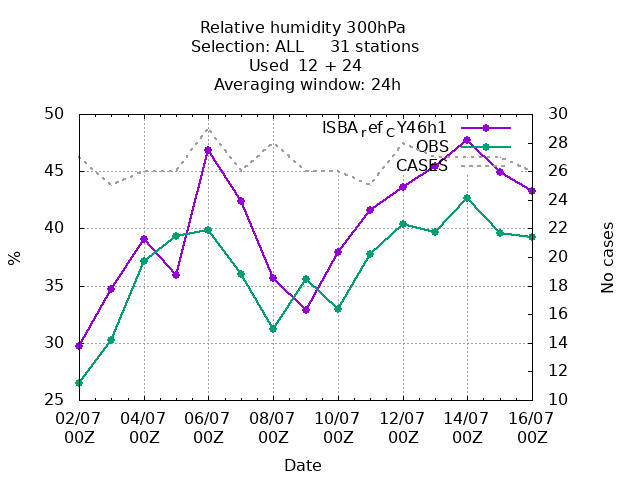 Relative humidity 300hPa
Selection: ALL 31 stations
Used 12 + 24
Averaging window: 24h
ISBAref CY46h1
OBS
CASES
%
50
45
40
35
30
25
30
28
26
24
22
20
18
16
14
12
10
No cases
02/07 00Z
04/07 00Z
06/07 00Z
08/07 00Z
10/07 00Z
12/07 00Z
14/07 00Z
16/07 00Z
Date